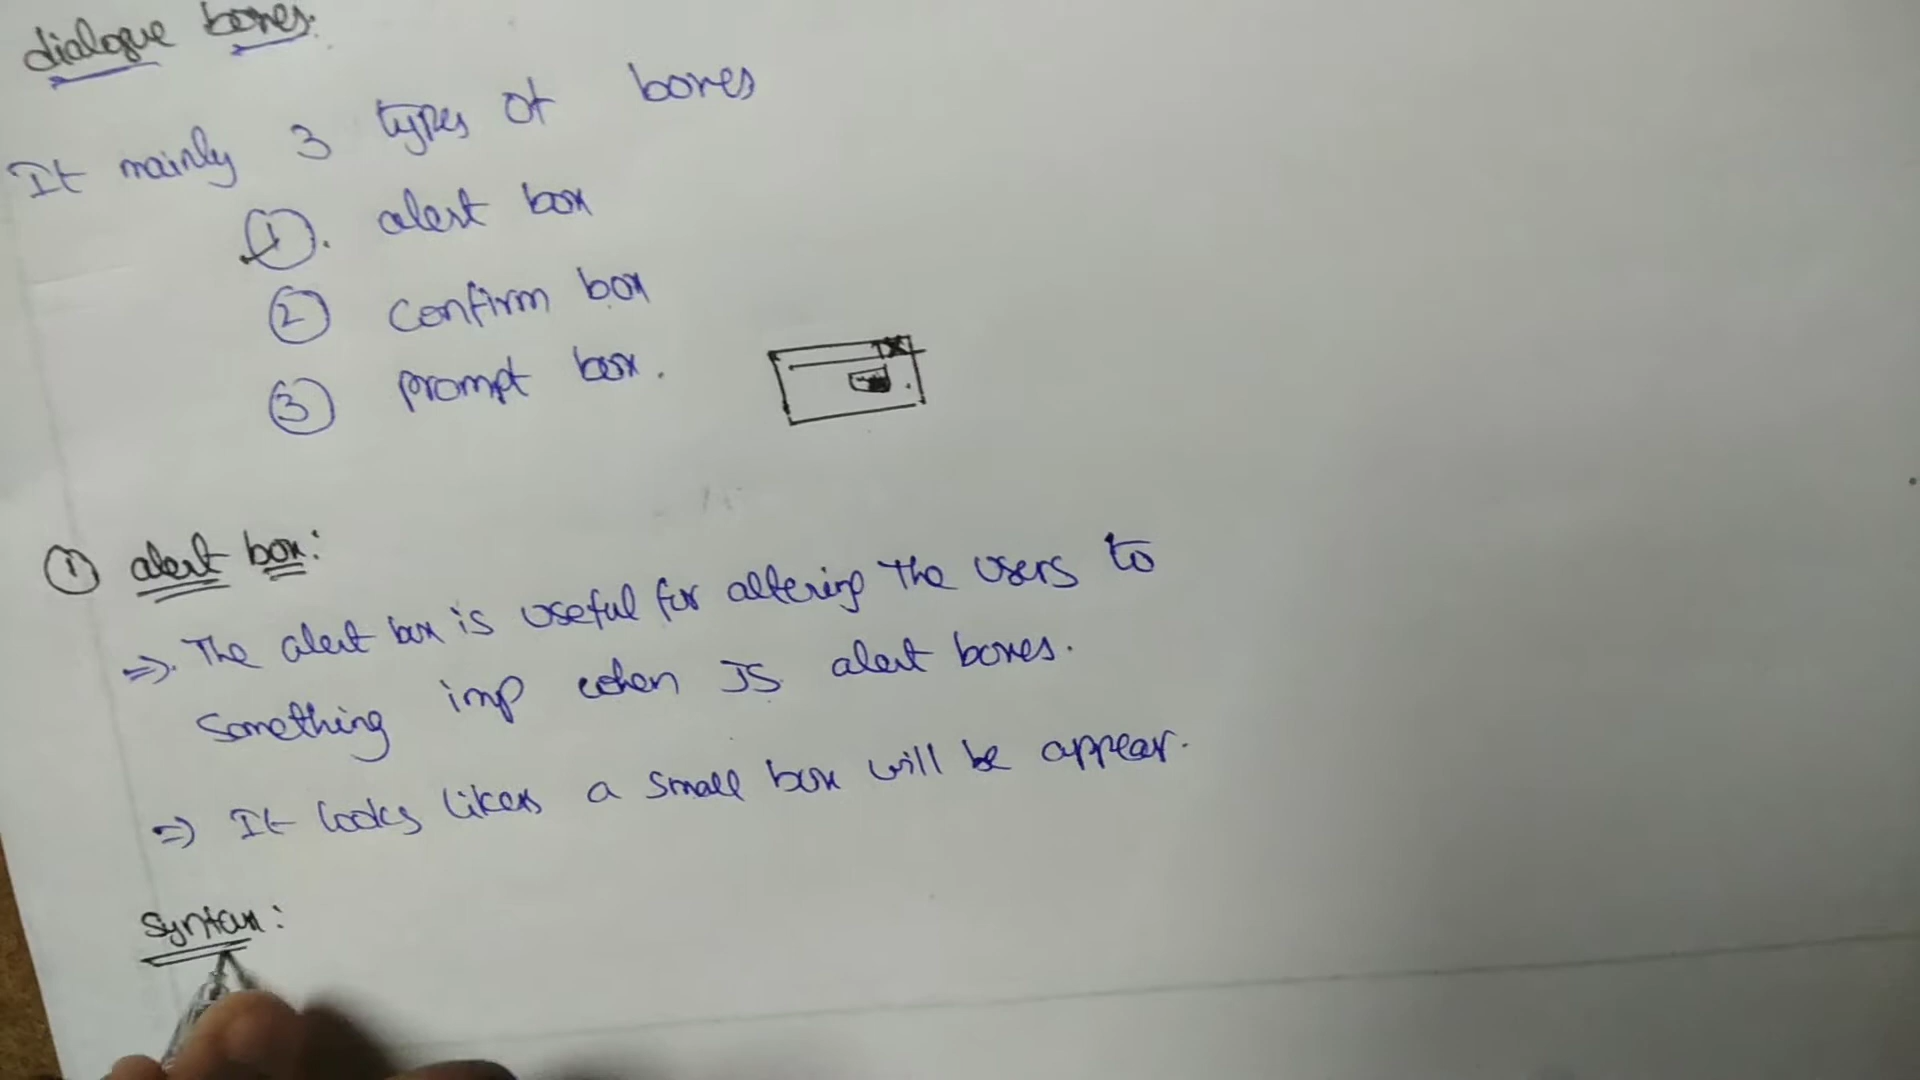 dialogue boxes.
It mainly 3 types of boxes
①. alert box
② confirm box
③ prompt box.
① alert box:
⇒. The alert box is useful for altering the users to
something imp when JS alert boxes.
⇒ It looks likes a small box will be appear.
Syntax: